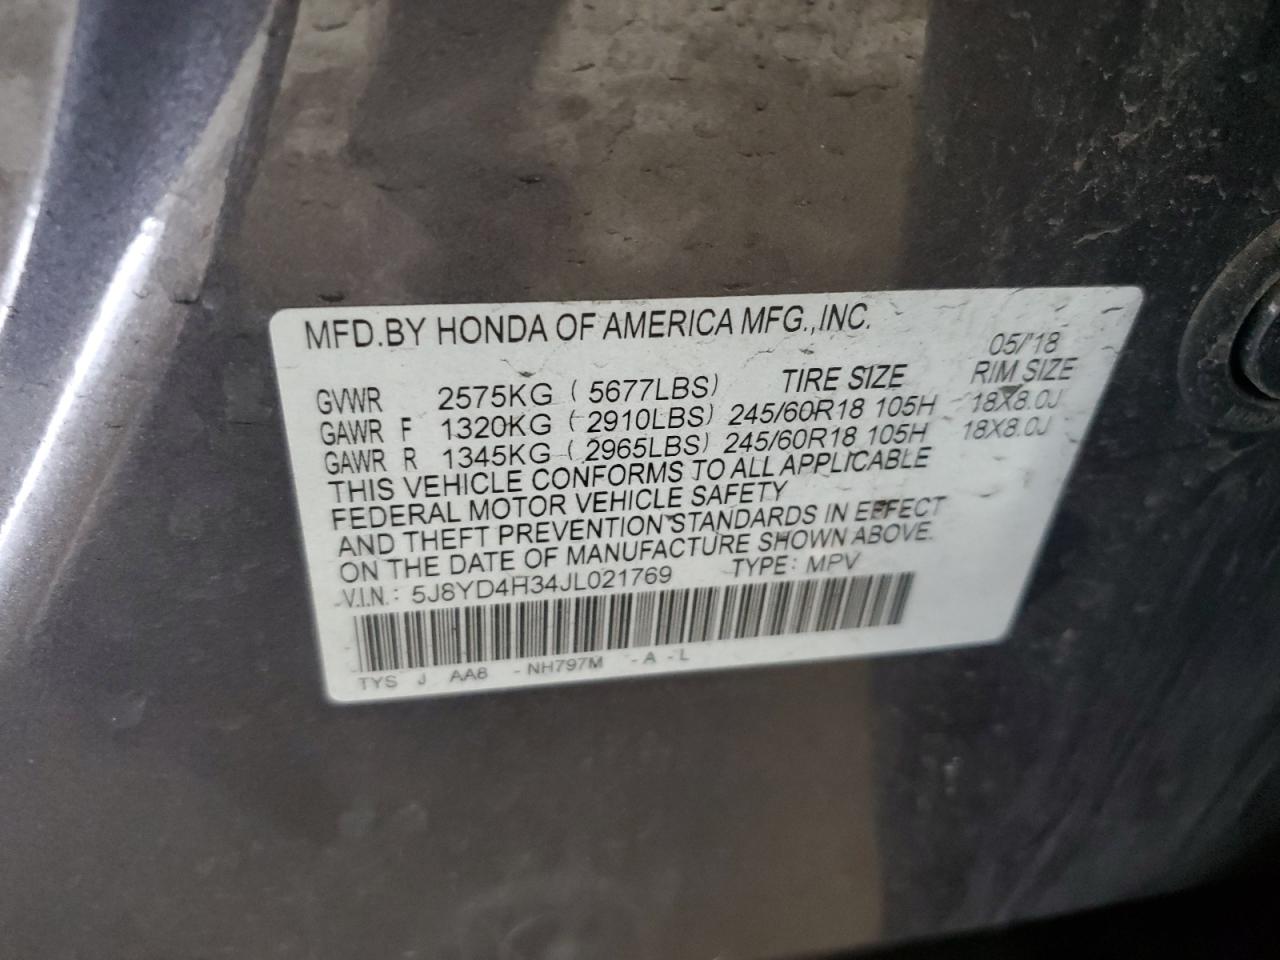 MFD.BY HONDA OF AMERICA MFG.,INC.
05/'18
TIRE SIZE RIM SIZE
GVWR 2575KG (5677LBS)
GAWR F 1320KG (2910LBS) 245/60R18 105H 18X8.0J
GAWR R 1345KG (2965LBS) 245/60R18 105H 18X8.0J
THIS VEHICLE CONFORMS TO ALL APPLICABLE
FEDERAL MOTOR VEHICLE SAFETY
AND THEFT PREVENTION STANDARDS IN EFFECT
ON THE DATE OF MANUFACTURE SHOWN ABOVE.
V.I.N.: 5J8YD4H34JL021769 TYPE: MPV
TYS J AA8 -NH797M -A -L